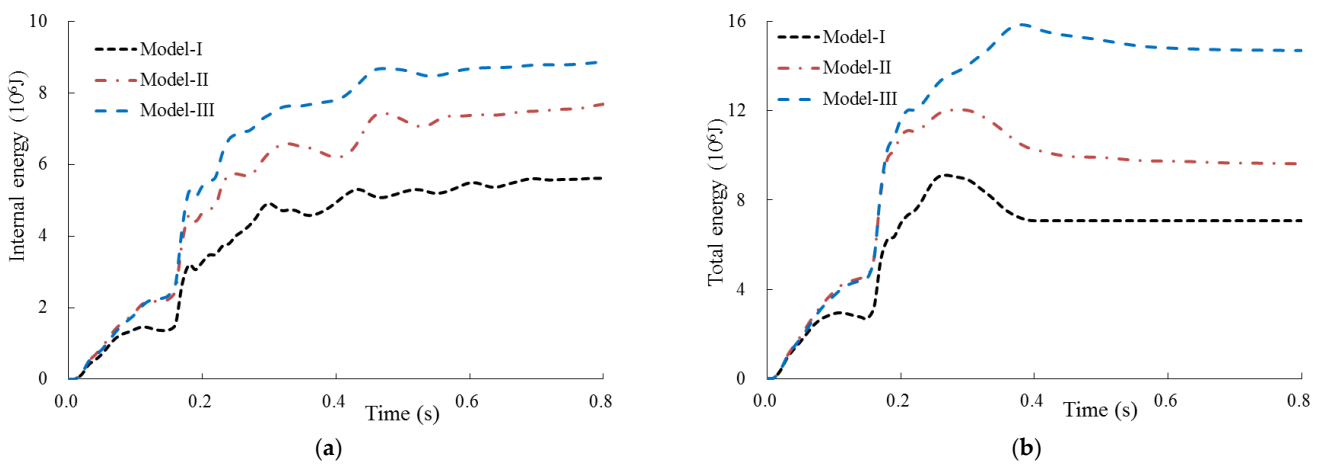 10
8
6
4
2
0
Internal energy (10⁶J)
Model-I
Model-II
Model-III
0.0 0.2 0.4 0.6 0.8
Time (s)
(a)
16
12
8
4
0
Total energy (10⁶J)
Model-I
Model-II
Model-III
0.0 0.2 0.4 0.6 0.8
Time (s)
(b)